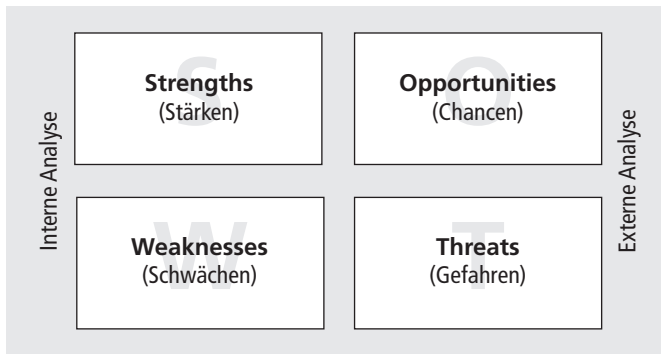 Interne Analyse
S
Strengths
(Stärken)
O
Opportunities
(Chancen)
W
Weaknesses
(Schwächen)
T
Threats
(Gefahren)
Externe Analyse